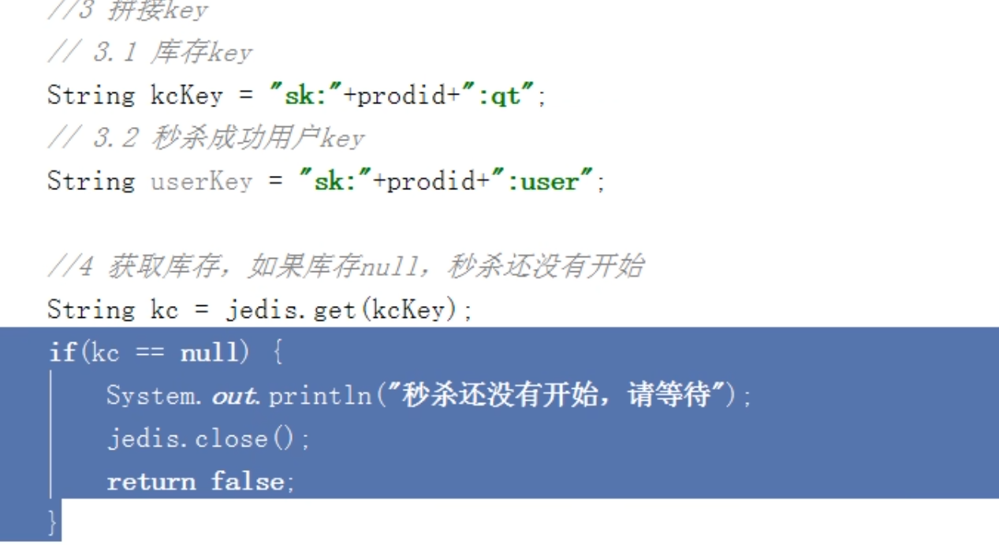 //3 拼接key
// 3.1 库存key
String kcKey = "sk:"+prodid+":qt";
// 3.2 秒杀成功用户key
String userKey = "sk:"+prodid+":user";
//4 获取库存，如果库存null，秒杀还没有开始
String kc = jedis.get(kcKey);
if(kc == null) {
System.out.println("秒杀还没有开始，请等待");
jedis.close();
return false;
}